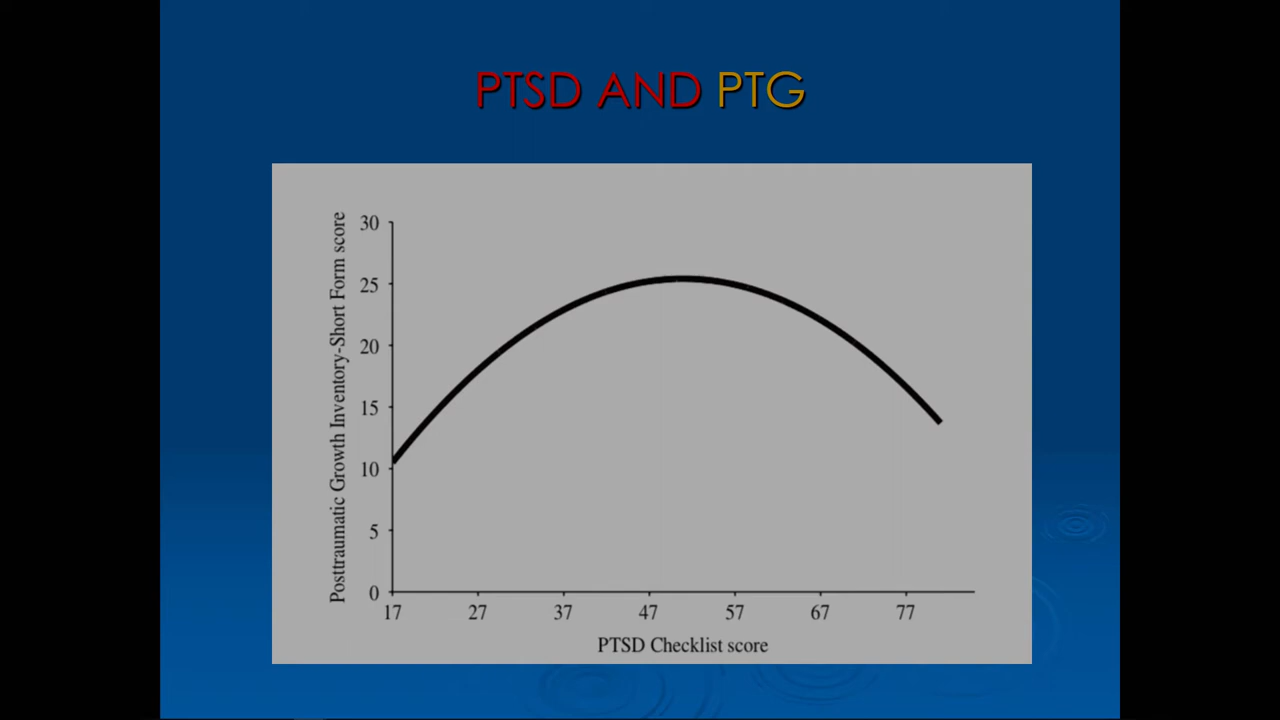 PTSD AND PTG
Posttraumatic Growth Inventory-Short Form score
30
25
20
15
10
5
0
17 27 37 47 57 67 77
PTSD Checklist score